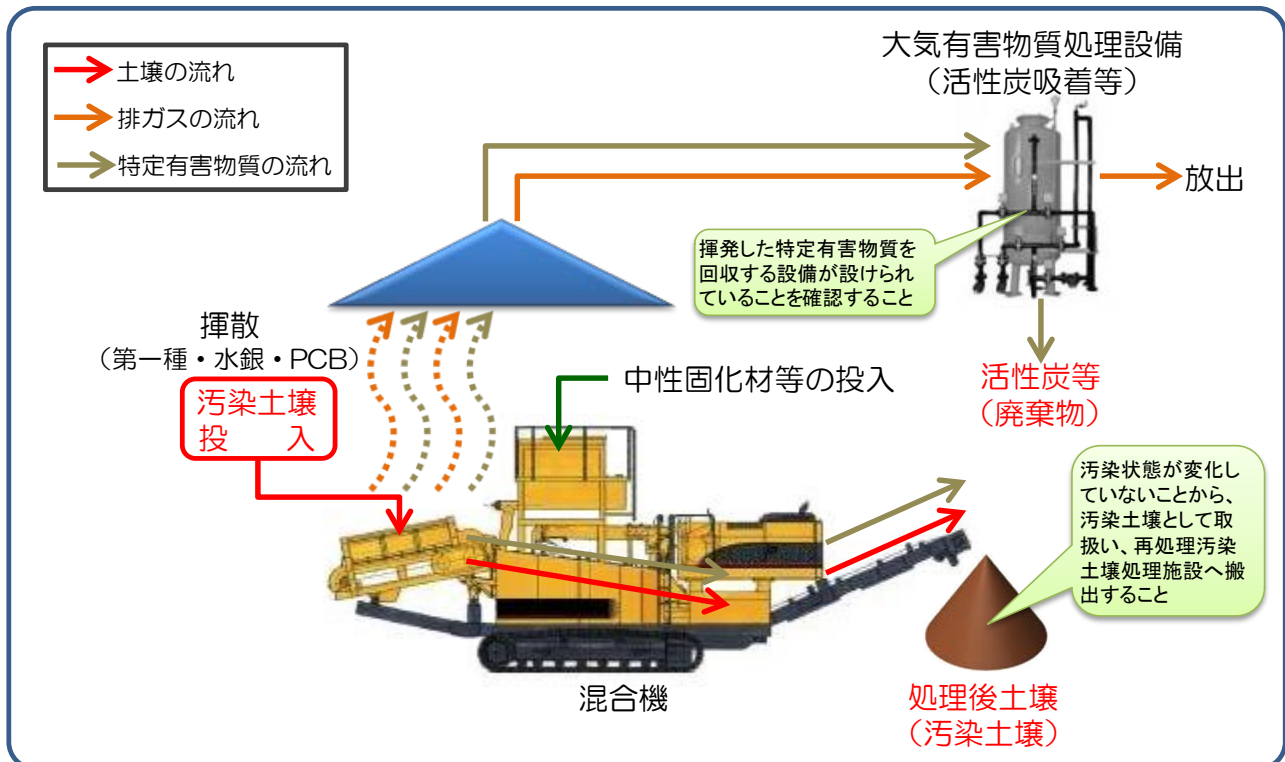 土壌の流れ
排ガスの流れ
特定有害物質の流れ
大気有害物質処理設備
（活性炭吸着等）
放出
揮発した特定有害物質を
回収する設備が設けられ
ていることを確認すること
揮散
（第一種・水銀・PCB）
汚染土壌
投　　入
中性固化材等の投入
活性炭等
（廃棄物）
汚染状態が変化し
ていないことから、
汚染土壌として取
扱い、再処理汚染
土壌処理施設へ搬
出すること
混合機
処理後土壌
（汚染土壌）